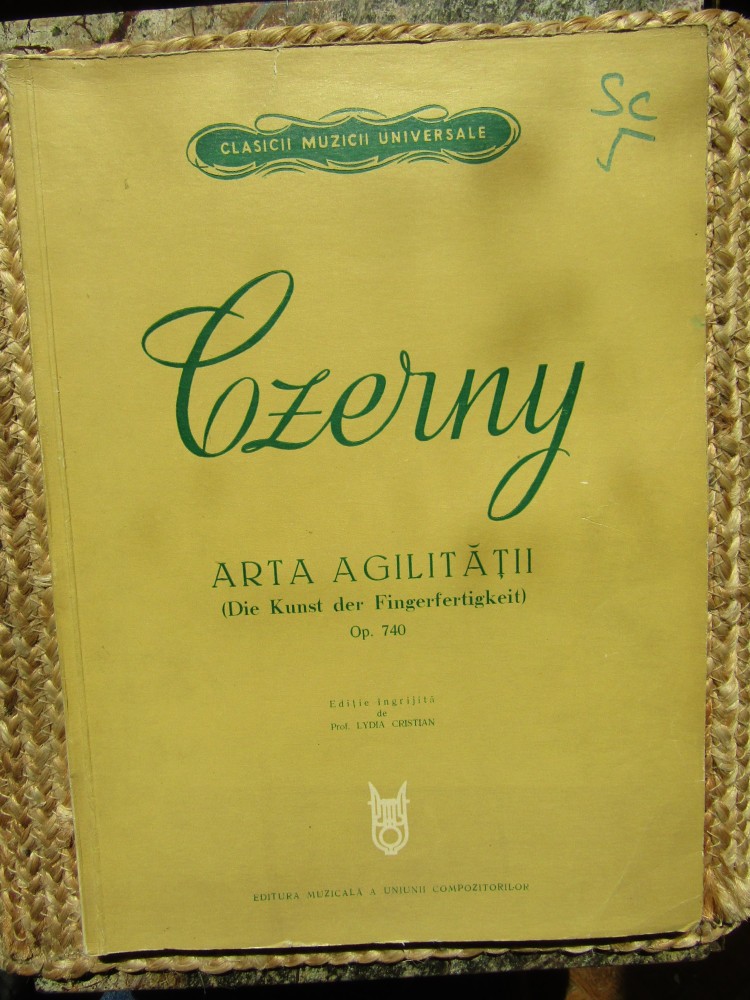 SC
CLASICII MUZICII UNIVERSALE
Czerny
ARTA AGILITĂȚII
(Die Kunst der Fingerfertigkeit)
Op. 740
Ediție îngrijită
de
Prof. LYDIA CRISTIAN
EDITURA MUZICALĂ A UNIUNII COMPOZITORILOR